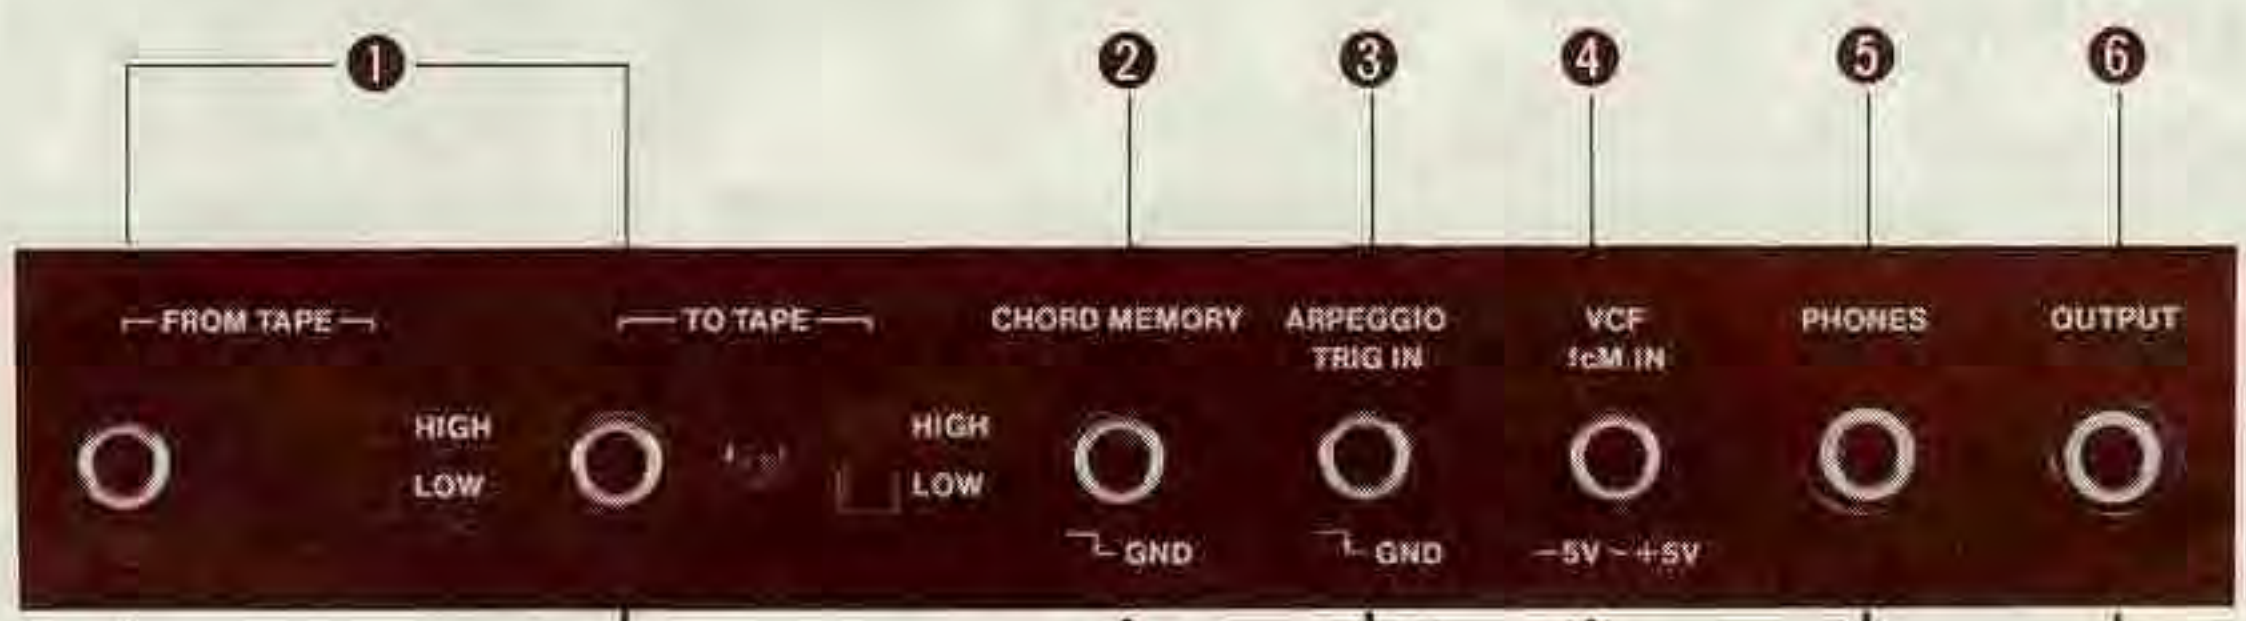 1 2 3 4 5 6
FROM TAPE TO TAPE CHORD MEMORY ARPEGGIO VCF PHONES OUTPUT
TRIG IN fcM IN
HIGH HIGH
LOW LOW
GND GND −5V ~ +5V